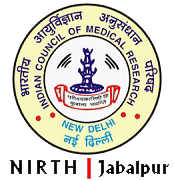 भारतीय आयुर्विज्ञान अनुसंधान परिषद
INDIAN COUNCIL OF MEDICAL RESEARCH
NEW DELHI
नई दिल्ली
NIRTH | Jabalpur